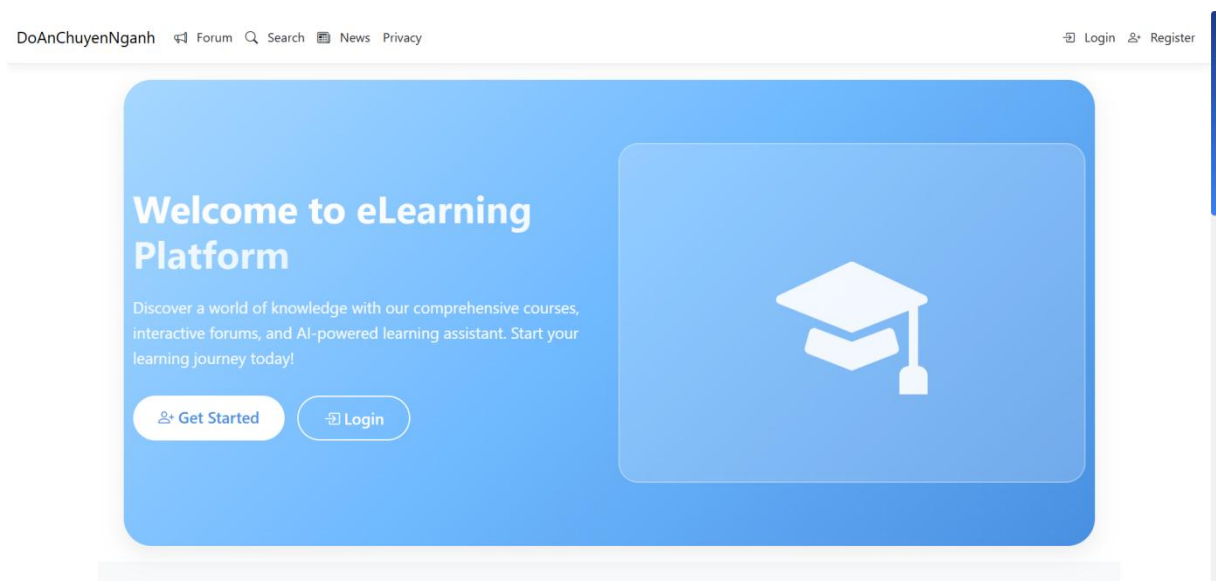 DoAnChuyenNganh Forum Search News Privacy Login Register
Welcome to eLearning
Platform
Discover a world of knowledge with our comprehensive courses,
interactive forums, and AI-powered learning assistant. Start your
learning journey today!
Get Started Login